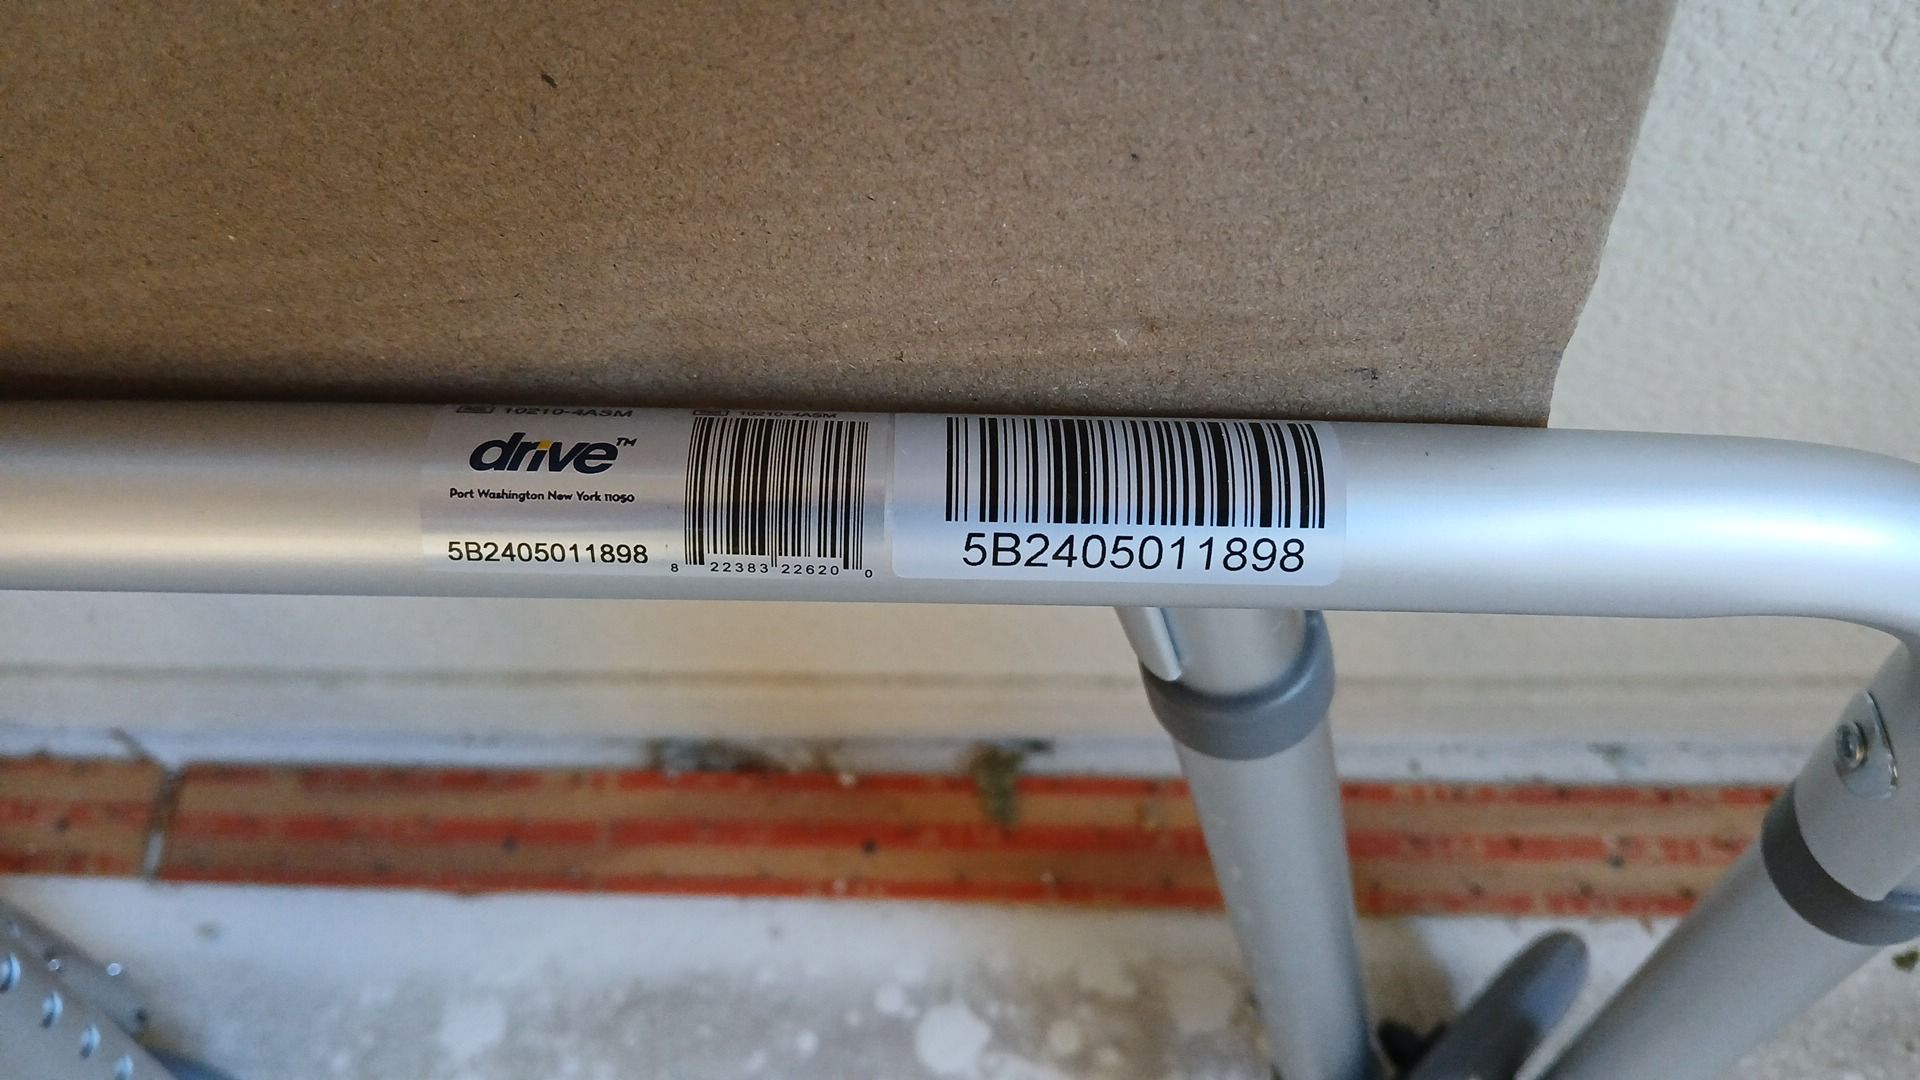 10210-4ASM
drive™
Port Washington New York 11050
5B2405011898
10210-4ASM
8 22383 22620 0
5B2405011898